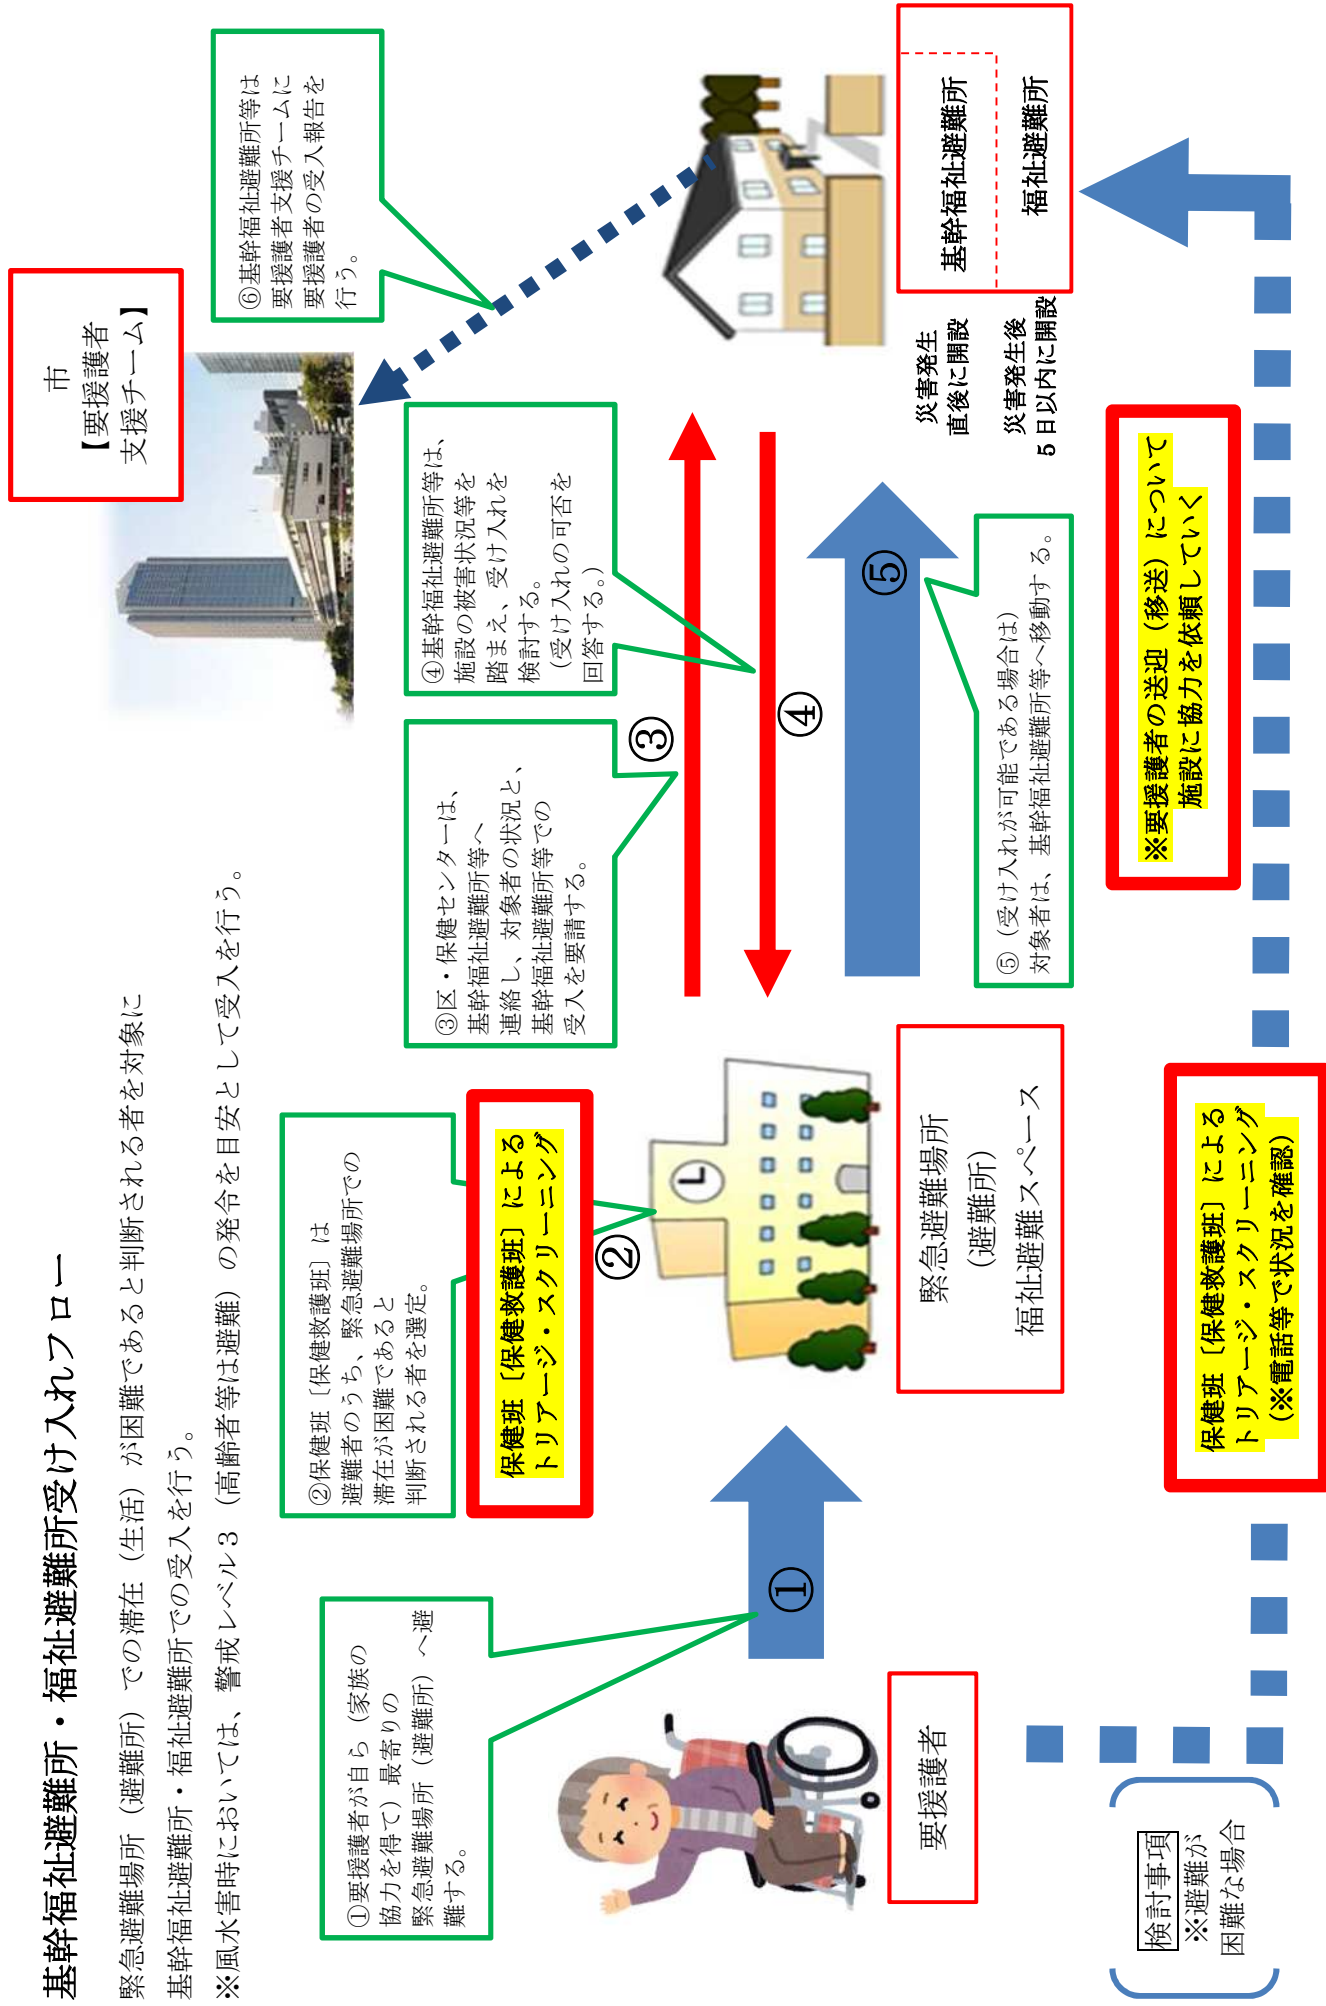 基幹福祉避難所・福祉避難所受け入れフロー
緊急避難場所（避難所）での滞在（生活）が困難であると判断される者を対象に
基幹福祉避難所・福祉避難所での受入を行う。
※風水害時においては、警戒レベル３（高齢者等は避難）の発令を目安として受入を行う。
市
【要援護者
支援チーム】
①要援護者が自ら（家族の
協力を得て）最寄りの
緊急避難場所（避難所）へ避
難する。
②保健班［保健救護班］は
避難者のうち、緊急避難場所での
滞在が困難であると
判断される者を選定。
保健班［保健救護班］による
トリアージ・スクリーニング
③区・保健センターは、
基幹福祉避難所等へ
連絡し、対象者の状況と、
基幹福祉避難所等での
受入を要請する。
④基幹福祉避難所等は、
施設の被害状況等を
踏まえ、受け入れを
検討する。
（受け入れの可否を
回答する。）
⑥基幹福祉避難所等は
要援護者支援チームに
要援護者の受入報告を
行う。
①
②
③
④
⑤
⑤（受け入れが可能である場合は）
対象者は、基幹福祉避難所等へ移動する。
要援護者
緊急避難場所
（避難所）
福祉避難スペース
災害発生
直後に開設
基幹福祉避難所
災害発生後
５日以内に開設
福祉避難所
※要援護者の送迎（移送）について
施設に協力を依頼していく
検討事項
※避難が
困難な場合
保健班［保健救護班］による
トリアージ・スクリーニング
（※電話等で状況を確認）